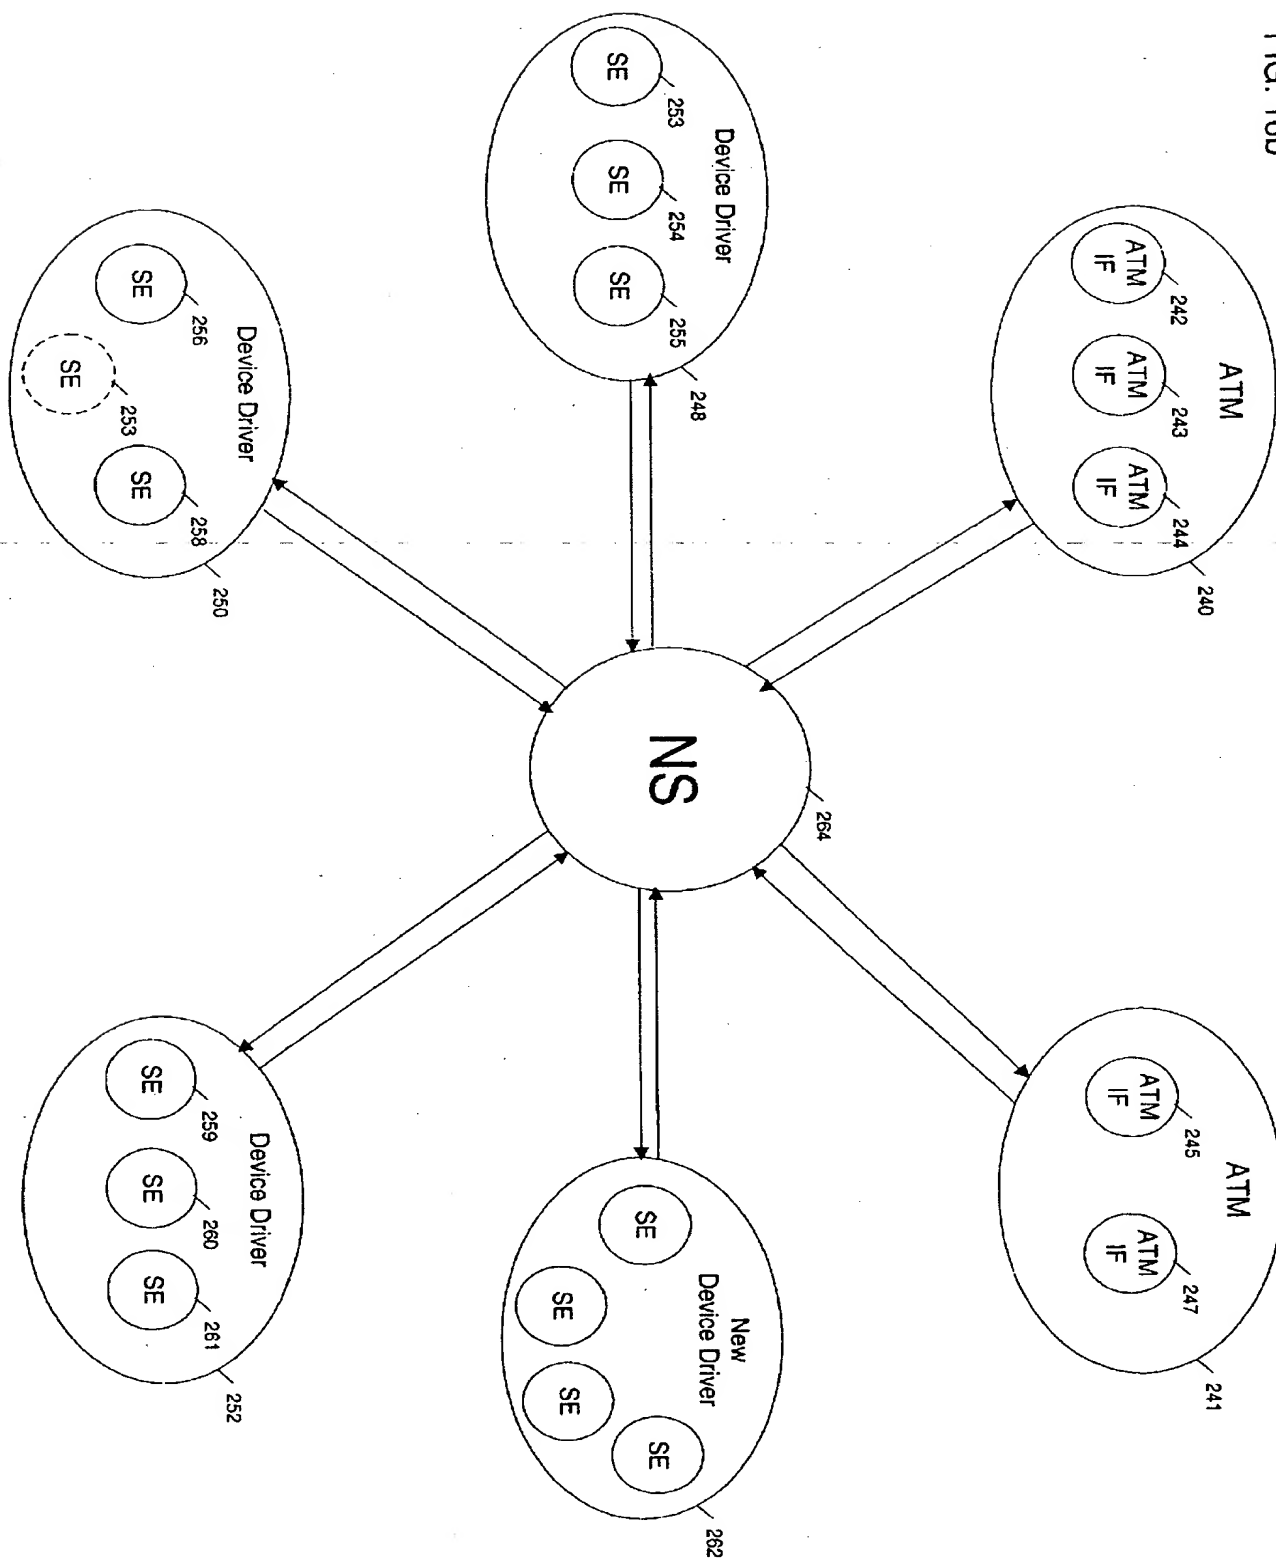 FIG.
ATM
ATM IF
242
ATM IF
243
ATM IF
244
240
ATM
ATM IF
245
ATM IF
247
241
Device Driver
SE
253
SE
254
SE
255
248
NS
264
New
Device Driver
SE
SE
SE
SE
262
Device Driver
SE
256
SE
253
SE
258
250
Device Driver
SE
259
SE
260
SE
261
252